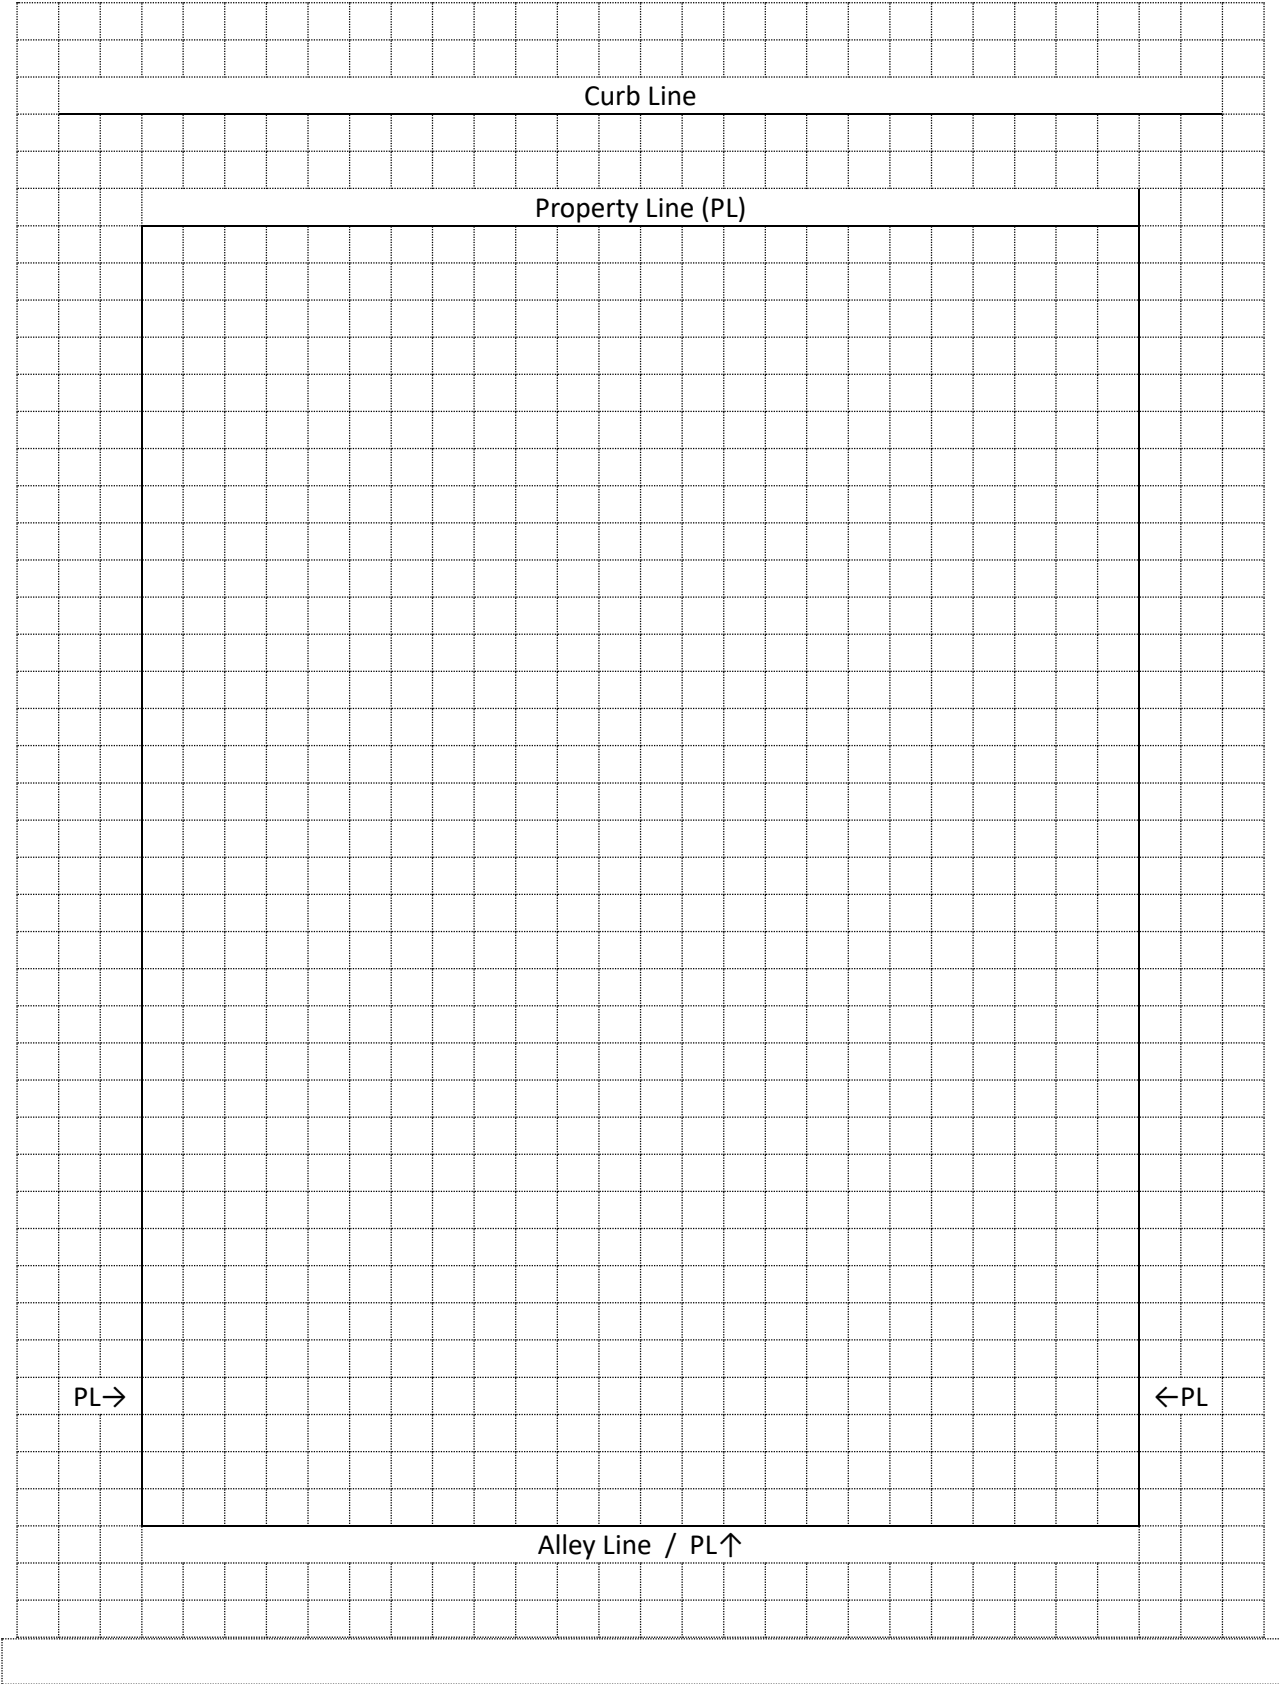 Curb Line
Property Line (PL)
PL→
←PL
Alley Line / PL↑